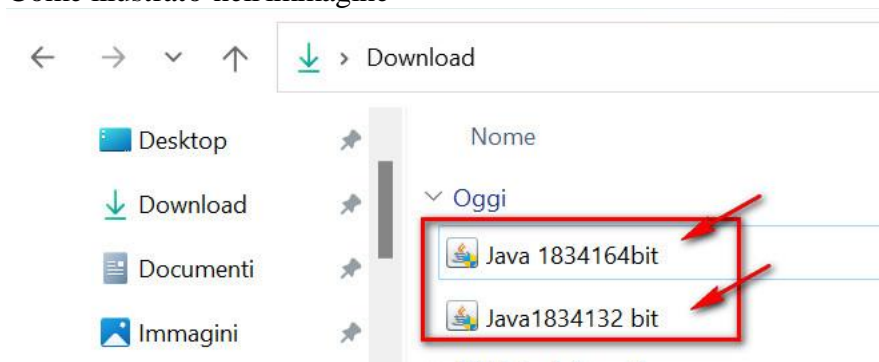 Download
Desktop
Download
Documenti
Immagini
Nome
Oggi
Java 1834164bit
Java1834132 bit